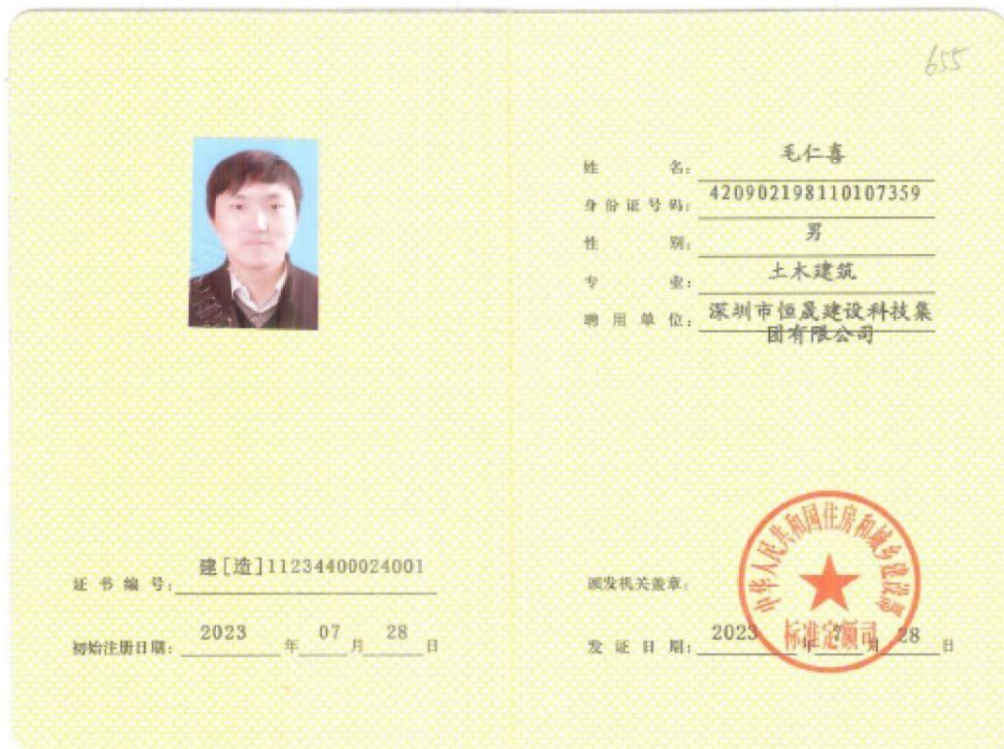 655
姓 名: 毛仁喜
身份证号码: 420902198110107359
性 别: 男
专 业: 土木建筑
聘用单位: 深圳市恒晟建设科技集
团有限公司
证书编号: 建[造]11234400024001
初始注册日期: 2023 年 07 月 28 日
颁发机关盖章:
中华人民共和国住房和城乡建设部
标准定额司
发证日期: 2023 年 7 月 28 日